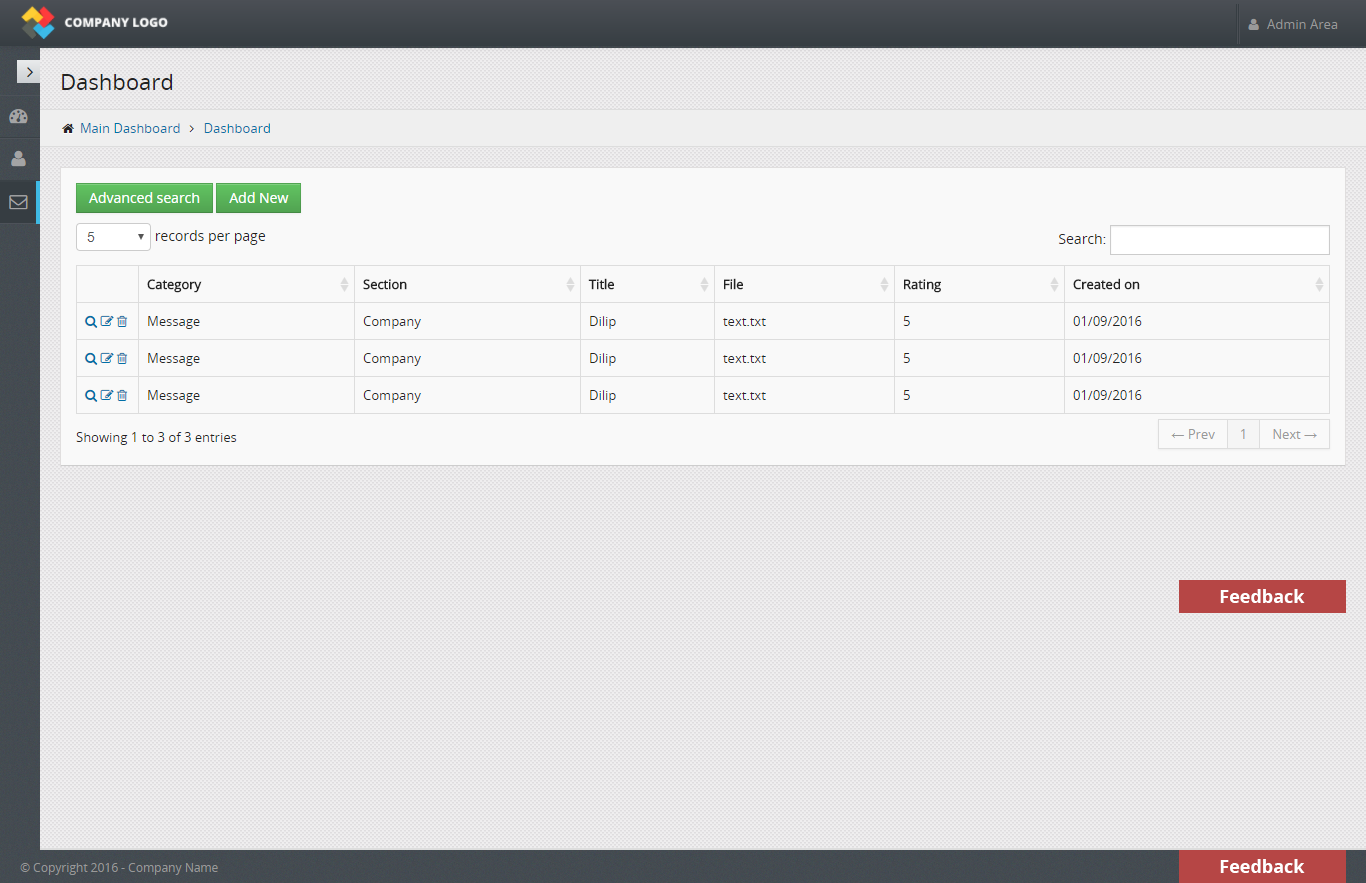 COMPANY LOGO
Admin Area
Dashboard
Main Dashboard > Dashboard
Advanced search Add New
5 records per page
Search:
Category Section Title File Rating Created on
Message Company Dilip text.txt 5 01/09/2016
Message Company Dilip text.txt 5 01/09/2016
Message Company Dilip text.txt 5 01/09/2016
Showing 1 to 3 of 3 entries
← Prev 1 Next →
Feedback
© Copyright 2016 - Company Name
Feedback